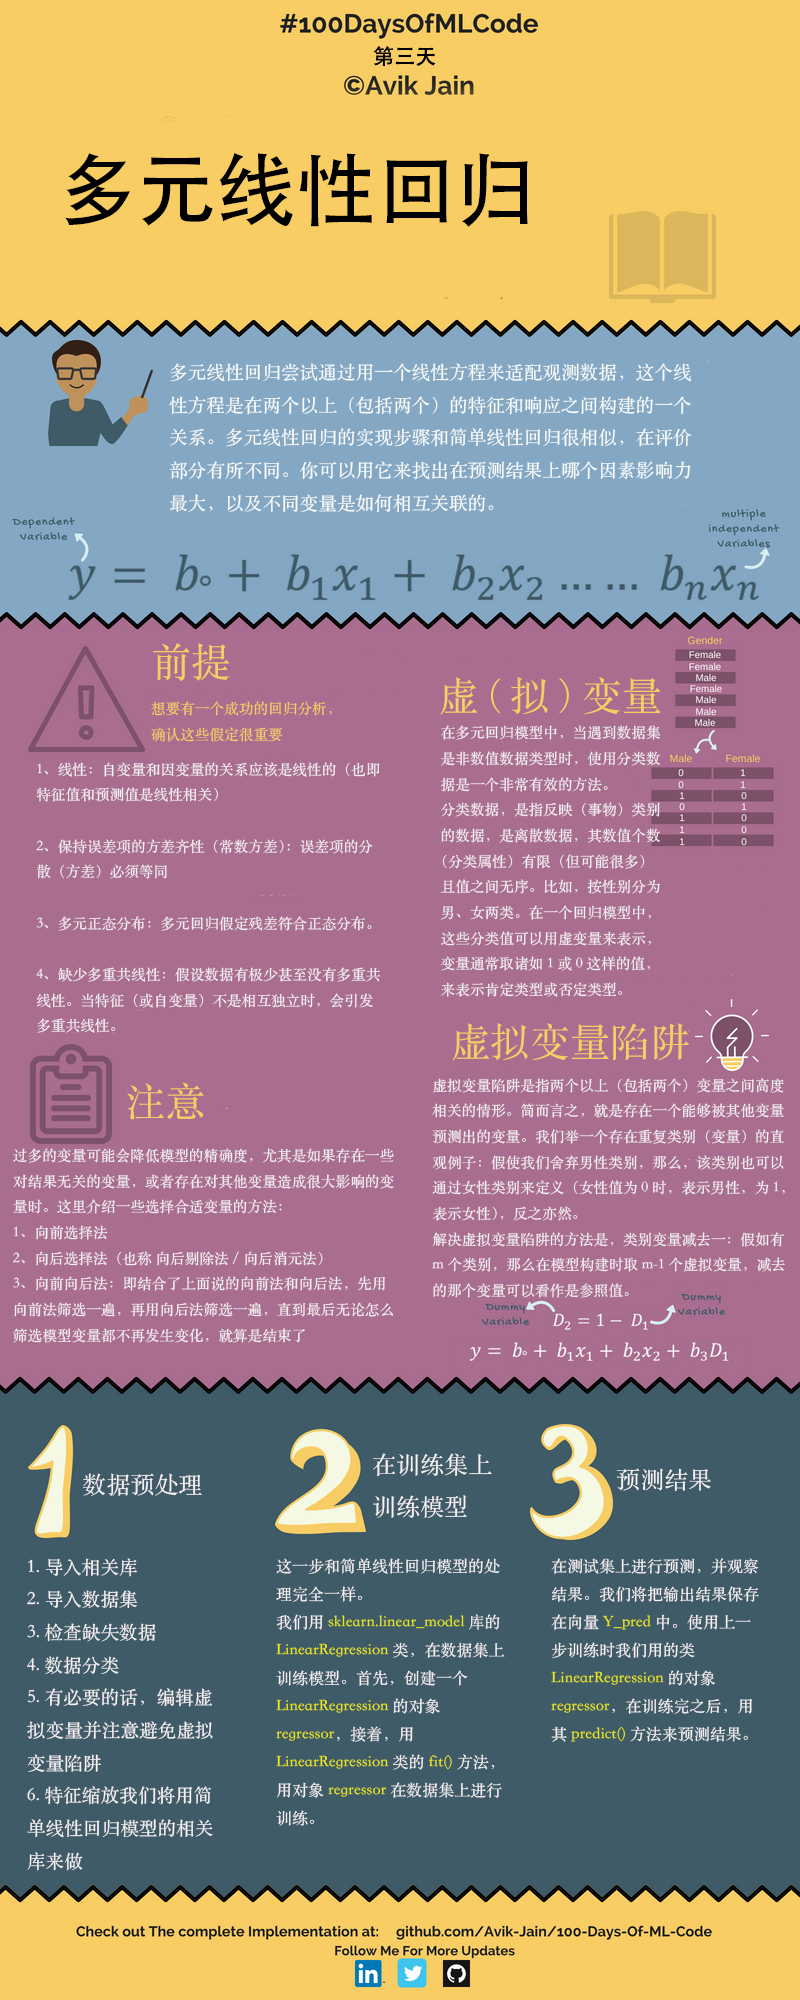 #100DaysOfMLCode
第三天
©Avik Jain
多元线性回归
多元线性回归尝试通过用一个线性方程来适配观测数据，这个线
性方程是在两个以上（包括两个）的特征和响应之间构建的一个
关系。多元线性回归的实现步骤和简单线性回归很相似，在评价
部分有所不同。你可以用它来找出在预测结果上哪个因素影响力
最大，以及不同变量是如何相互关联的。
Dependent
Variable
multiple
independent
Variables
y = b₀ + b₁x₁ + b₂x₂ …… bₙxₙ
前提
想要有一个成功的回归分析，
确认这些假定很重要
1、线性：自变量和因变量的关系应该是线性的（也即
特征值和预测值是线性相关）
2、保持误差项的方差齐性（常数方差）：误差项的分
散（方差）必须等同
3、多元正态分布：多元回归假定残差符合正态分布。
4、缺少多重共线性：假设数据有极少甚至没有多重共
线性。当特征（或自变量）不是相互独立时，会引发
多重共线性。
注意
过多的变量可能会降低模型的精确度，尤其是如果存在一些
对结果无关的变量，或者存在对其他变量造成很大影响的变
量时。这里介绍一些选择合适变量的方法：
1、向前选择法
2、向后选择法（也称 向后剔除法 / 向后消元法）
3、向前向后法：即结合了上面说的向前法和向后法，先用
向前法筛选一遍，再用向后法筛选一遍，直到最后无论怎么
筛选模型变量都不再发生变化，就算是结束了
虚（拟）变量
在多元回归模型中，当遇到数据集
是非数值数据类型时，使用分类数
据是一个非常有效的方法。
分类数据，是指反映（事物）类别
的数据，是离散数据，其数值个数
（分类属性）有限（但可能很多）
且值之间无序。比如，按性别分为
男、女两类。在一个回归模型中，
这些分类值可以用虚变量来表示，
变量通常取诸如 1 或 0 这样的值，
来表示肯定类型或否定类型。
Gender
Female
Female
Male
Female
Male
Male
Male
Male Female
0 1
0 1
1 0
0 1
1 0
1 0
1 0
虚拟变量陷阱
虚拟变量陷阱是指两个以上（包括两个）变量之间高度
相关的情形。简而言之，就是存在一个能够被其他变量
预测出的变量。我们举一个存在重复类别（变量）的直
观例子：假使我们舍弃男性类别，那么，该类别也可以
通过女性类别来定义（女性值为 0 时，表示男性，为 1，
表示女性），反之亦然。
解决虚拟变量陷阱的方法是，类别变量减去一：假如有
m 个类别，那么在模型构建时取 m-1 个虚拟变量，减去
的那个变量可以看作是参照值。
Dummy
Variable
D₂ = 1 − D₁
Dummy
Variable
y = b₀ + b₁x₁ + b₂x₂ + b₃D₁
1 数据预处理
1. 导入相关库
2. 导入数据集
3. 检查缺失数据
4. 数据分类
5. 有必要的话，编辑虚
拟变量并注意避免虚拟
变量陷阱
6. 特征缩放我们将用简
单线性回归模型的相关
库来做
2 在训练集上
训练模型
这一步和简单线性回归模型的处
理完全一样。
我们用 sklearn.linear_model 库的
LinearRegression 类，在数据集上
训练模型。首先，创建一个
LinearRegression 的对象
regressor，接着，用
LinearRegression 类的 fit() 方法，
用对象 regressor 在数据集上进行
训练。
3 预测结果
在测试集上进行预测，并观察
结果。我们将把输出结果保存
在向量 Y_pred 中。使用上一
步训练时我们用的类
LinearRegression 的对象
regressor，在训练完之后，用
其 predict() 方法来预测结果。
Check out The complete Implementation at: github.com/Avik-Jain/100-Days-Of-ML-Code
Follow Me For More Updates
in